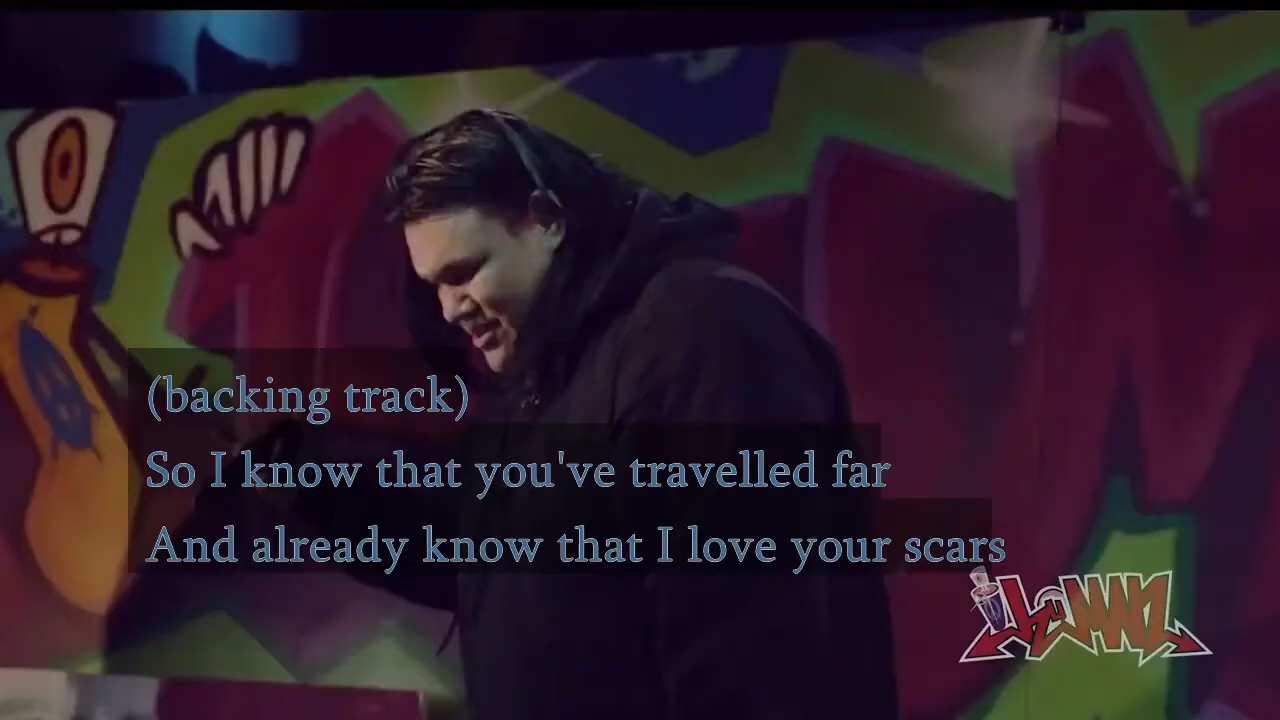 (backing track)
So I know that you've travelled far
And already know that I love your scars